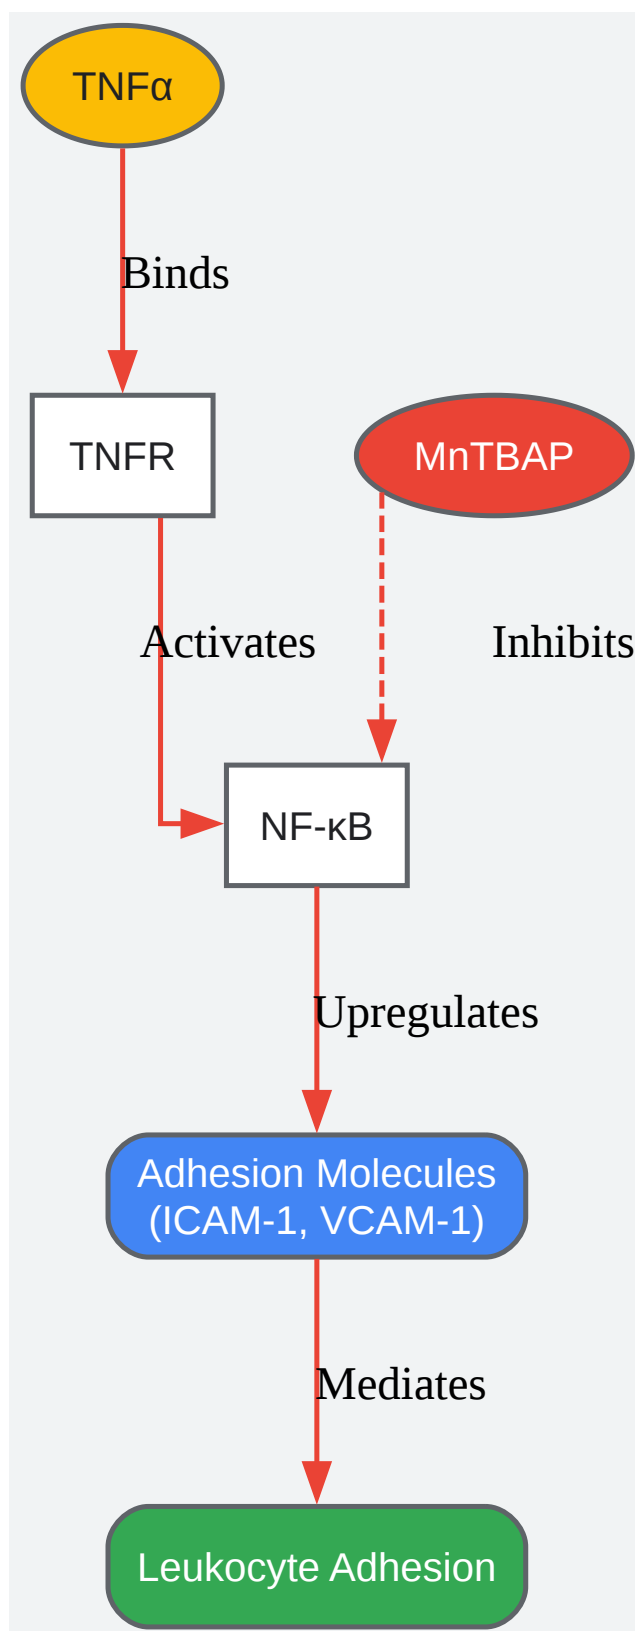 TNFα
Binds
TNFR
MnTBAP
Activates
Inhibits
NF-κB
Upregulates
Adhesion Molecules
(ICAM-1, VCAM-1)
Mediates
Leukocyte Adhesion